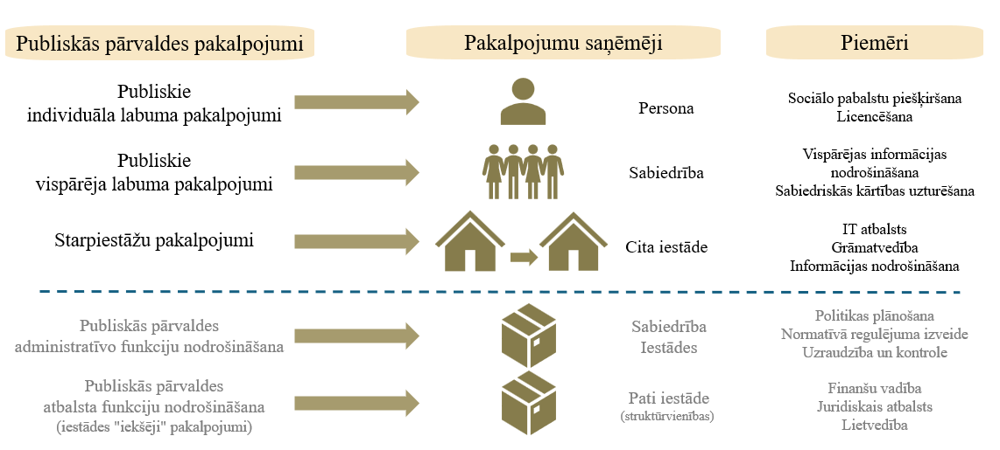 Publiskās pārvaldes pakalpojumi
Pakalpojumu saņēmēji
Piemēri
Publiskie
individuāla labuma pakalpojumi
Persona
Sociālo pabalstu piešķiršana
Licencēšana
Publiskie
vispārēja labuma pakalpojumi
Sabiedrība
Vispārējas informācijas
nodrošināšana
Sabiedriskās kārtības uzturēšana
Starpiestāžu pakalpojumi
Cita iestāde
IT atbalsts
Grāmatvedība
Informācijas nodrošināšana
Publiskās pārvaldes
administratīvo funkciju nodrošināšana
Sabiedrība
Iestādes
Politikas plānošana
Normatīvā regulējuma izveide
Uzraudzība un kontrole
Publiskās pārvaldes
atbalsta funkciju nodrošināšana
(iestādes "iekšēji" pakalpojumi)
Pati iestāde
(struktūrvienības)
Finanšu vadība
Juridiskais atbalsts
Lietvedība